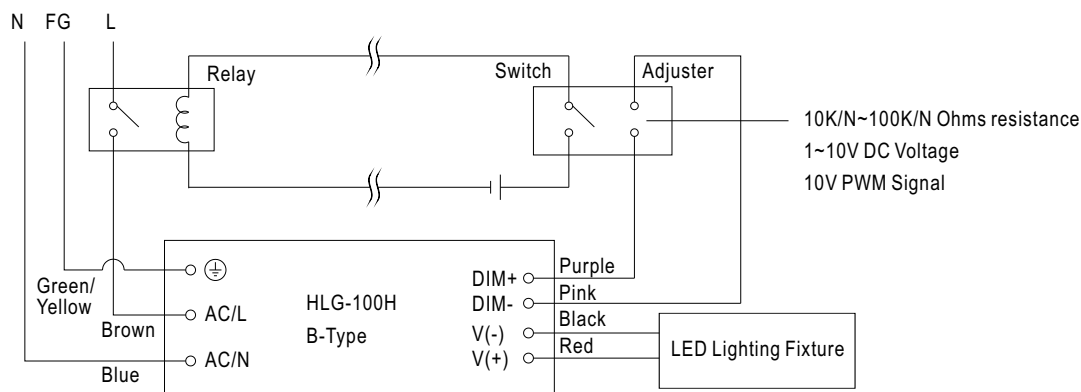 N FG L
Relay
Switch
Adjuster
10K/N~100K/N Ohms resistance
1~10V DC Voltage
10V PWM Signal
Green/
Yellow
Brown
Blue
AC/L
AC/N
HLG-100H
B-Type
DIM+
DIM-
V(-)
V(+)
Purple
Pink
Black
Red
LED Lighting Fixture